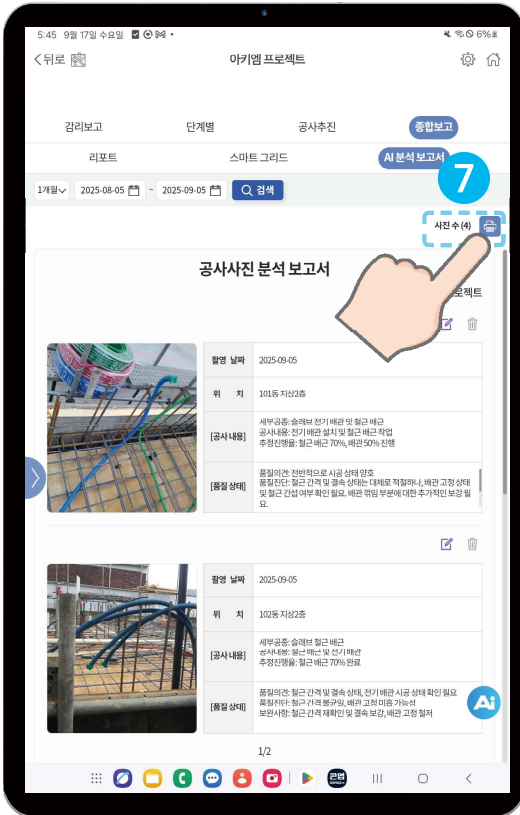 5:45 9월 17일 수요일
6%
뒤로
아키엠 프로젝트
감리보고 단계별 공사추진 종합보고
리포트 스마트 그리드 AI 분석 보고서
7
1개월 2025-08-05 ~ 2025-09-05 검색
사진 수 (4)
공사사진 분석 보고서
로젝트
촬영 날짜 2025-09-05
위 치 101동 지상2층
[공사 내용]
세부공종: 슬래브 전기 배관 및 철근 배근
공사내용: 전기 배관 설치 및 철근 배근 작업
추정진행율: 철근 배근 70%, 배관 50% 진행
[품질 상태]
품질의견: 전반적으로 시공 상태 양호
품질진단: 철근 간격 및 결속 상태는 대체로 적절하나, 배관 고정 상태
및 철근 간섭 여부 확인 필요. 배관 꺾임 부분에 대한 추가적인 보강 필
요.
촬영 날짜 2025-09-05
위 치 102동 지상2층
[공사 내용]
세부공종: 슬래브 철근 배근
공사내용: 철근 배근 및 전기 배관
추정진행율: 철근 배근 70% 완료
[품질 상태]
품질의견: 철근 간격 및 결속 상태, 전기 배관 시공 상태 확인 필요
품질진단: 철근 간격 불균일, 배관 고정 미흡 가능성
보완사항: 철근 간격 재확인 및 결속 보강, 배관 고정 철저
Ai
1/2